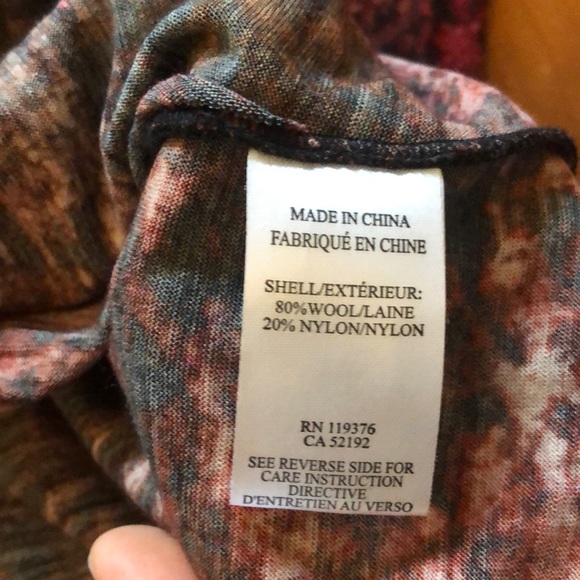 MADE IN CHINA
FABRIQUÉ EN CHINE
SHELL/EXTÉRIEUR:
80%WOOL/LAINE
20% NYLON/NYLON
RN 119376
CA 52192
SEE REVERSE SIDE FOR
CARE INSTRUCTION
DIRECTIVE
D'ENTRETIEN AU VERSO